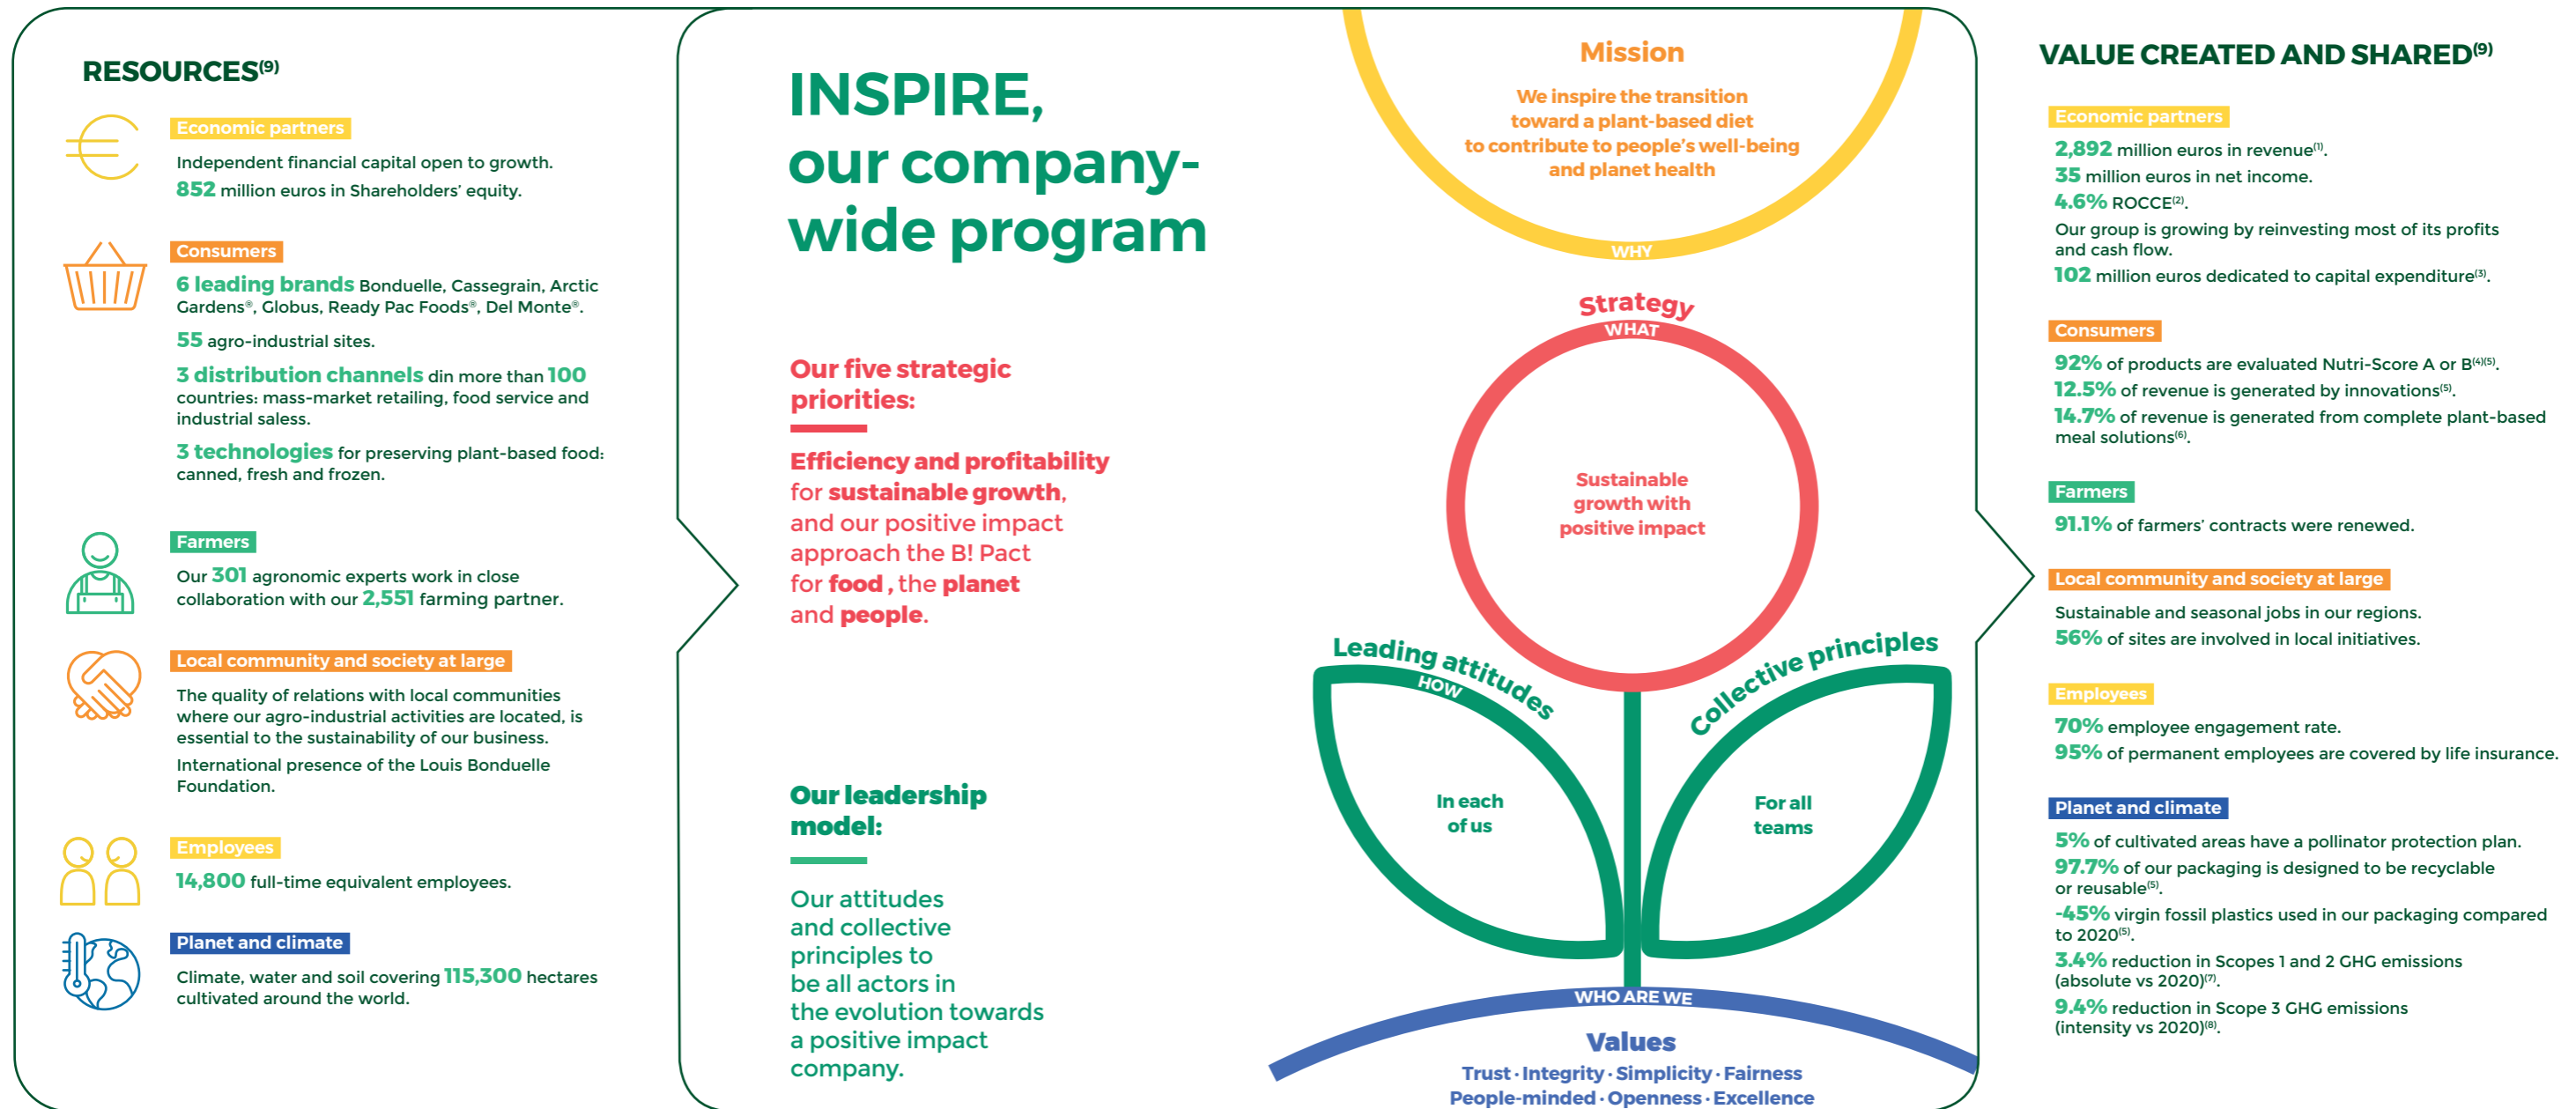 RESOURCES(9)
Economic partners
Independent financial capital open to growth.
852 million euros in Shareholders' equity.
Consumers
6 leading brands Bonduelle, Cassegrain, Arctic
Gardens®, Globus, Ready Pac Foods®, Del Monte®.
55 agro-industrial sites.
3 distribution channels din more than 100
countries: mass-market retailing, food service and
industrial saless.
3 technologies for preserving plant-based food:
canned, fresh and frozen.
Farmers
Our 301 agronomic experts work in close
collaboration with our 2,551 farming partner.
Local community and society at large
The quality of relations with local communities
where our agro-industrial activities are located, is
essential to the sustainability of our business.
International presence of the Louis Bonduelle
Foundation.
Employees
14,800 full-time equivalent employees.
Planet and climate
Climate, water and soil covering 115,300 hectares
cultivated around the world.
INSPIRE,
our company-
wide program
Our five strategic
priorities:
Efficiency and profitability
for sustainable growth,
and our positive impact
approach the B! Pact
for food , the planet
and people.
Our leadership
model:
Our attitudes
and collective
principles to
be all actors in
the evolution towards
a positive impact
company.
Mission
We inspire the transition
toward a plant-based diet
to contribute to people's well-being
and planet health
WHY
Strategy
WHAT
Sustainable
growth with
positive impact
Leading attitudes
HOW
In each
of us
Collective principles
For all
teams
WHO ARE WE
Values
Trust · Integrity · Simplicity · Fairness
People-minded · Openness · Excellence
VALUE CREATED AND SHARED(9)
Economic partners
2,892 million euros in revenue(1).
35 million euros in net income.
4.6% ROCCE(2).
Our group is growing by reinvesting most of its profits
and cash flow.
102 million euros dedicated to capital expenditure(3).
Consumers
92% of products are evaluated Nutri-Score A or B(4)(5).
12.5% of revenue is generated by innovations(5).
14.7% of revenue is generated from complete plant-based
meal solutions(6).
Farmers
91.1% of farmers' contracts were renewed.
Local community and society at large
Sustainable and seasonal jobs in our regions.
56% of sites are involved in local initiatives.
Employees
70% employee engagement rate.
95% of permanent employees are covered by life insurance.
Planet and climate
5% of cultivated areas have a pollinator protection plan.
97.7% of our packaging is designed to be recyclable
or reusable(5).
-45% virgin fossil plastics used in our packaging compared
to 2020(5).
3.4% reduction in Scopes 1 and 2 GHG emissions
(absolute vs 2020)(7).
9.4% reduction in Scope 3 GHG emissions
(intensity vs 2020)(8).